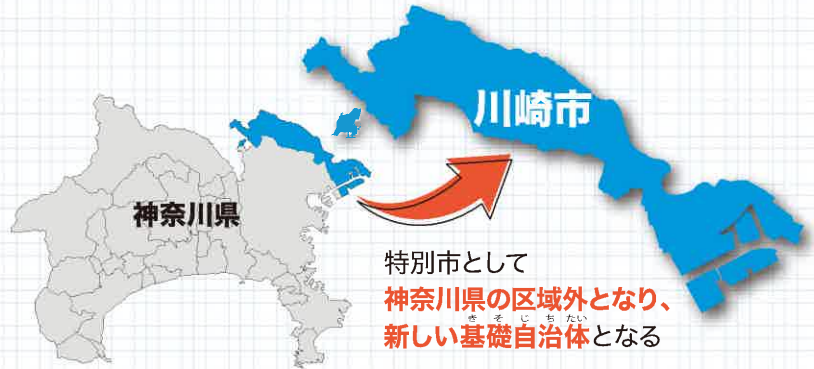 川崎市
神奈川県
特別市として
神奈川県の区域外となり、
きそじちたい
新しい基礎自治体となる